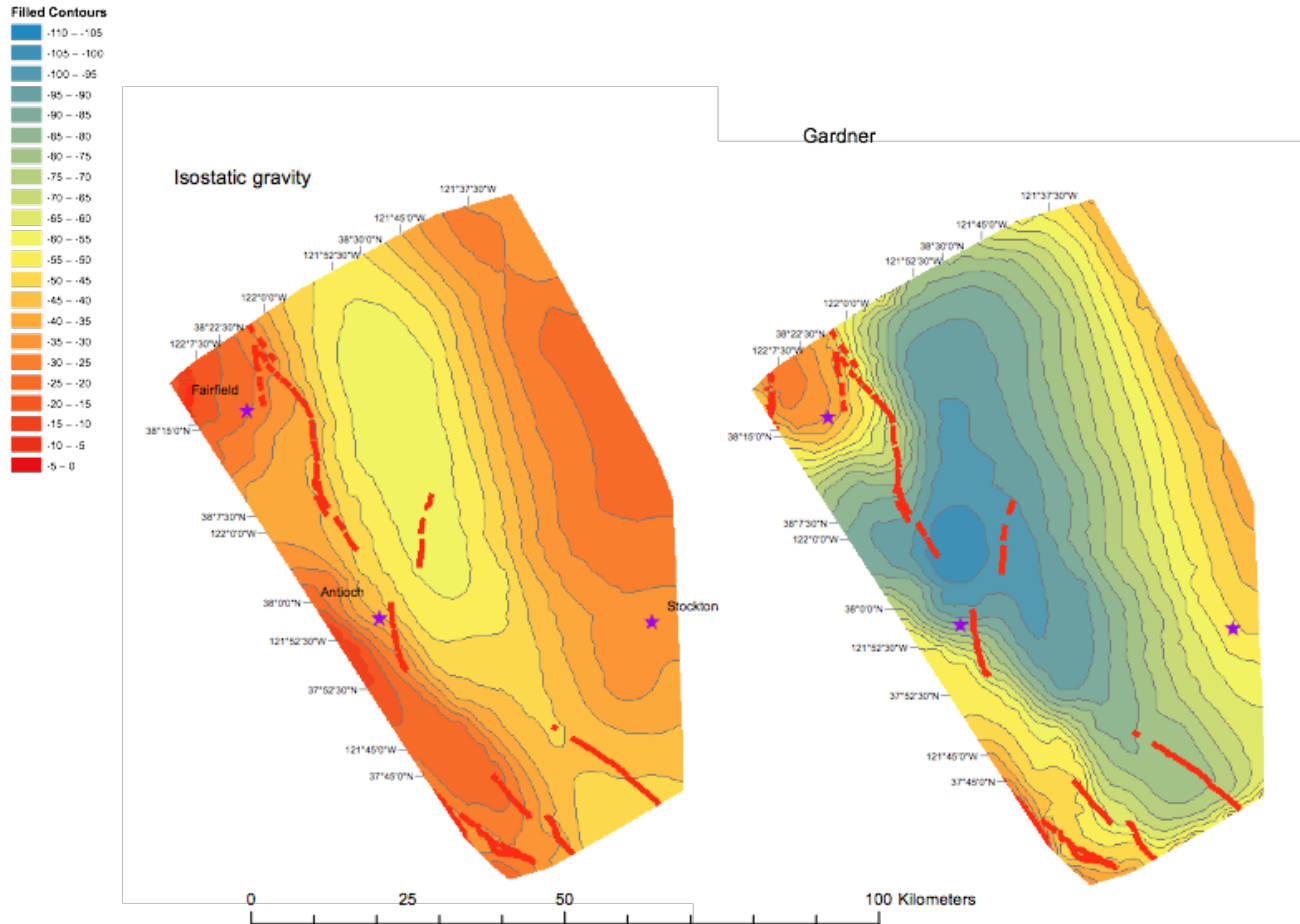 Filled Contours
-110 – -105
-105 – -100
-100 – -95
-95 – -90
-90 – -85
-85 – -80
-80 – -75
-75 – -70
-70 – -65
-65 – -60
-60 – -55
-55 – -50
-50 – -45
-45 – -40
-40 – -35
-35 – -30
-30 – -25
-25 – -20
-20 – -15
-15 – -10
-10 – -5
-5 – 0
Isostatic gravity
121°37'30"W
121°45'0"W
38°30'0"N
121°52'30"W
122°0'0"W
38°22'30"N
122°7'30"W
Fairfield
38°15'0"N
38°7'30"N
122°0'0"W
38°0'0"N
Antioch
Stockton
121°52'30"W
37°52'30"N
121°45'0"W
37°45'0"N
Gardner
121°37'30"W
121°45'0"W
38°30'0"N
121°52'30"W
122°0'0"W
38°22'30"N
122°7'30"W
38°15'0"N
38°7'30"N
122°0'0"W
38°0'0"N
121°52'30"W
37°52'30"N
121°45'0"W
37°45'0"N
0 25 50 100 Kilometers